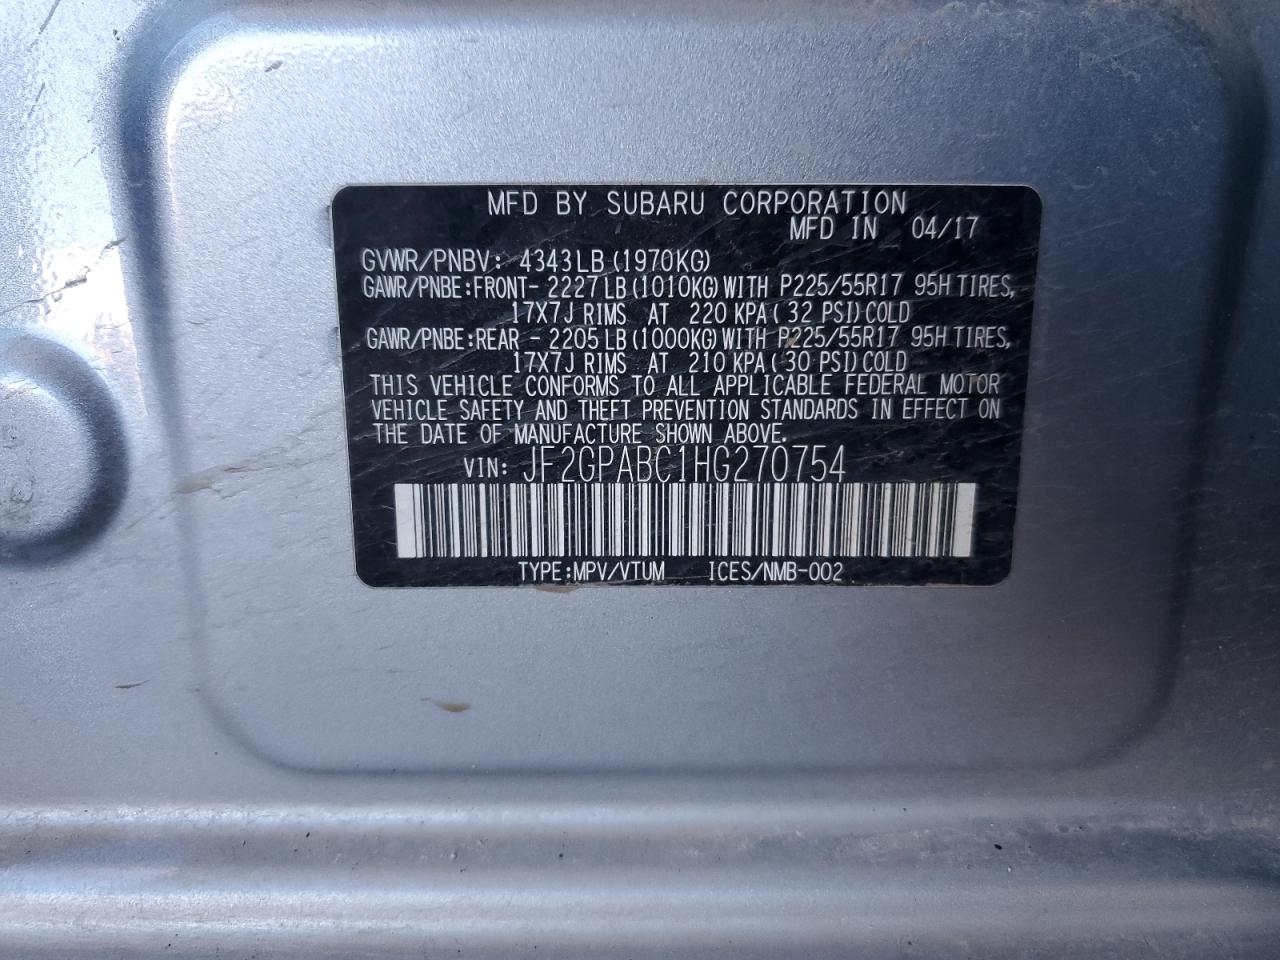 MFD BY SUBARU CORPORATION
MFD IN 04/17
GVWR/PNBV: 4343LB(1970KG)
GAWR/PNBE:FRONT- 2227LB(1010KG)WITH P225/55R17 95H TIRES,
17X7J RIMS AT 220 KPA(32 PSI)COLD
GAWR/PNBE:REAR - 2205LB(1000KG)WITH P225/55R17 95H TIRES,
17X7J RIMS AT 210 KPA(30 PSI)COLD
THIS VEHICLE CONFORMS TO ALL APPLICABLE FEDERAL MOTOR
VEHICLE SAFETY AND THEFT PREVENTION STANDARDS IN EFFECT ON
THE DATE OF MANUFACTURE SHOWN ABOVE.
VIN: JF2GPABC1HG270754
TYPE:MPV/VTUM ICES/NMB-002